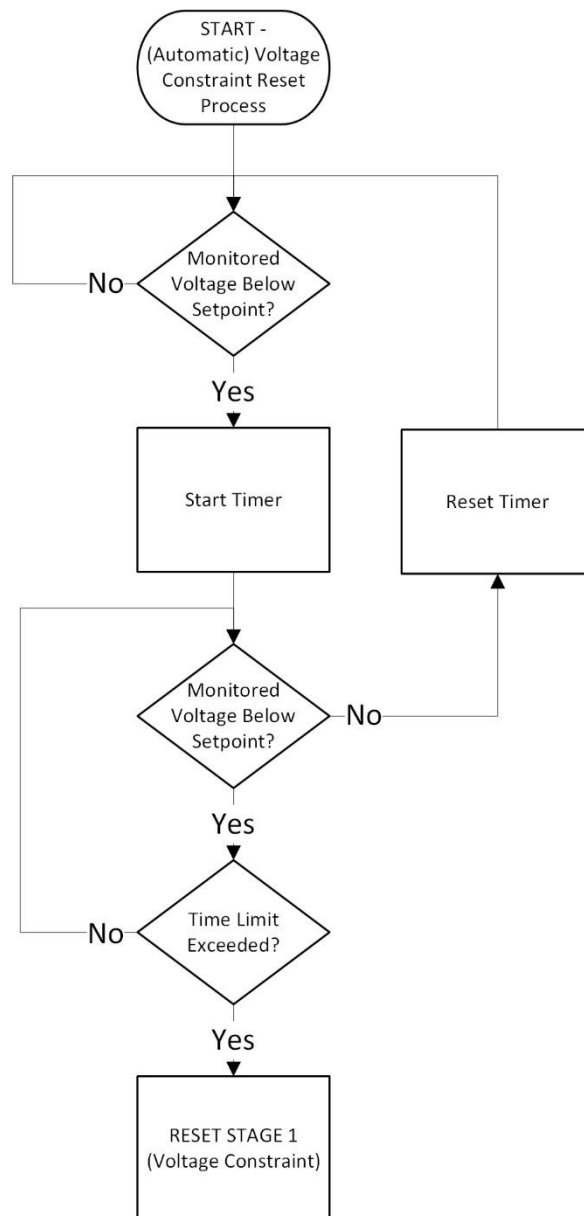 START -
(Automatic) Voltage
Constraint Reset
Process
Monitored
Voltage Below
Setpoint?
No
Yes
Start Timer
Reset Timer
Monitored
Voltage Below
Setpoint?
No
Yes
Time Limit
Exceeded?
No
Yes
RESET STAGE 1
(Voltage Constraint)